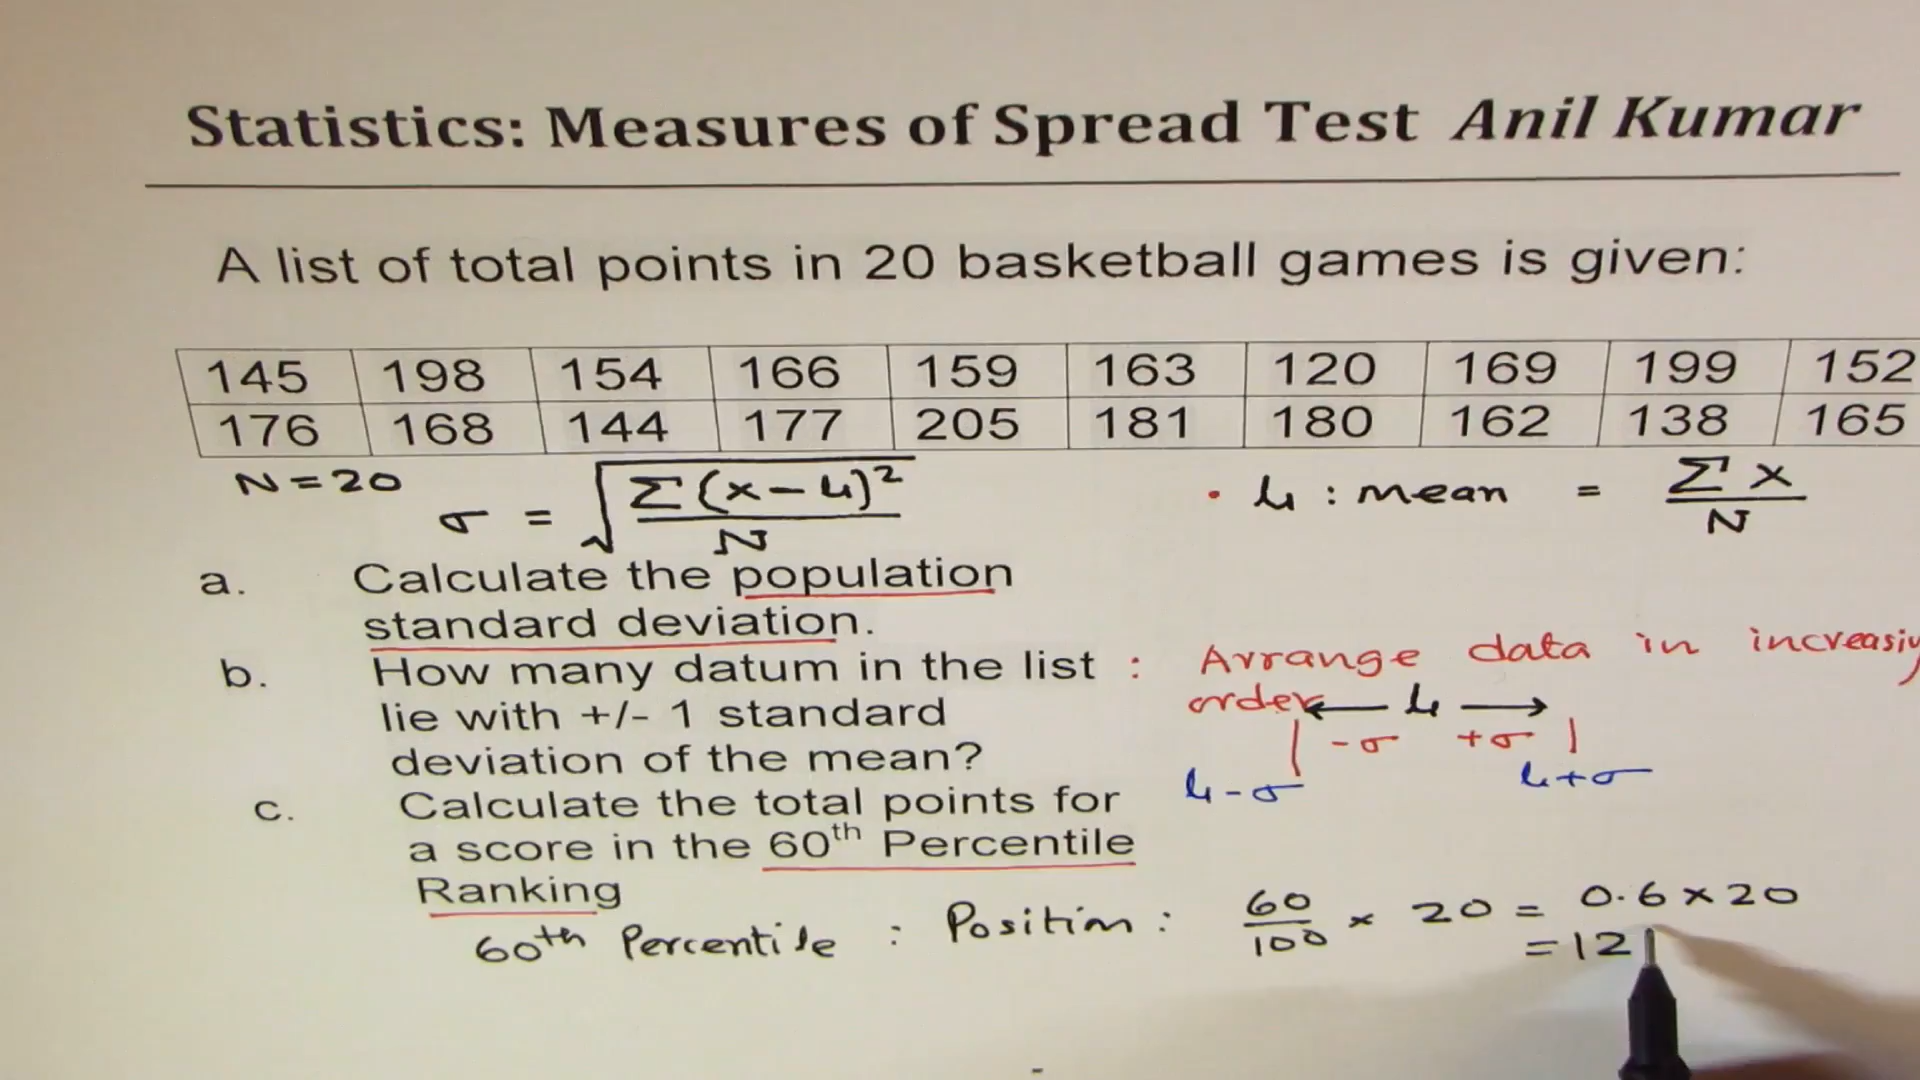 Statistics: Measures of Spread Test Anil Kumar
A list of total points in 20 basketball games is given:
145 198 154 166 159 163 120 169 199 152
176 168 144 177 205 181 180 162 138 165
N = 20
σ = √(Σ(x − μ)² / N)
• μ : mean = Σx / N
a. Calculate the population
standard deviation.
b. How many datum in the list : Arrange data in
lie with +/- 1 standard order ← μ →
deviation of the mean? | -σ +σ |
μ - σ μ + σ
c. Calculate the total points for
a score in the 60th Percentile
Ranking
60th Percentile : Position : 60/100 × 20 = 0.6 × 20
= 12